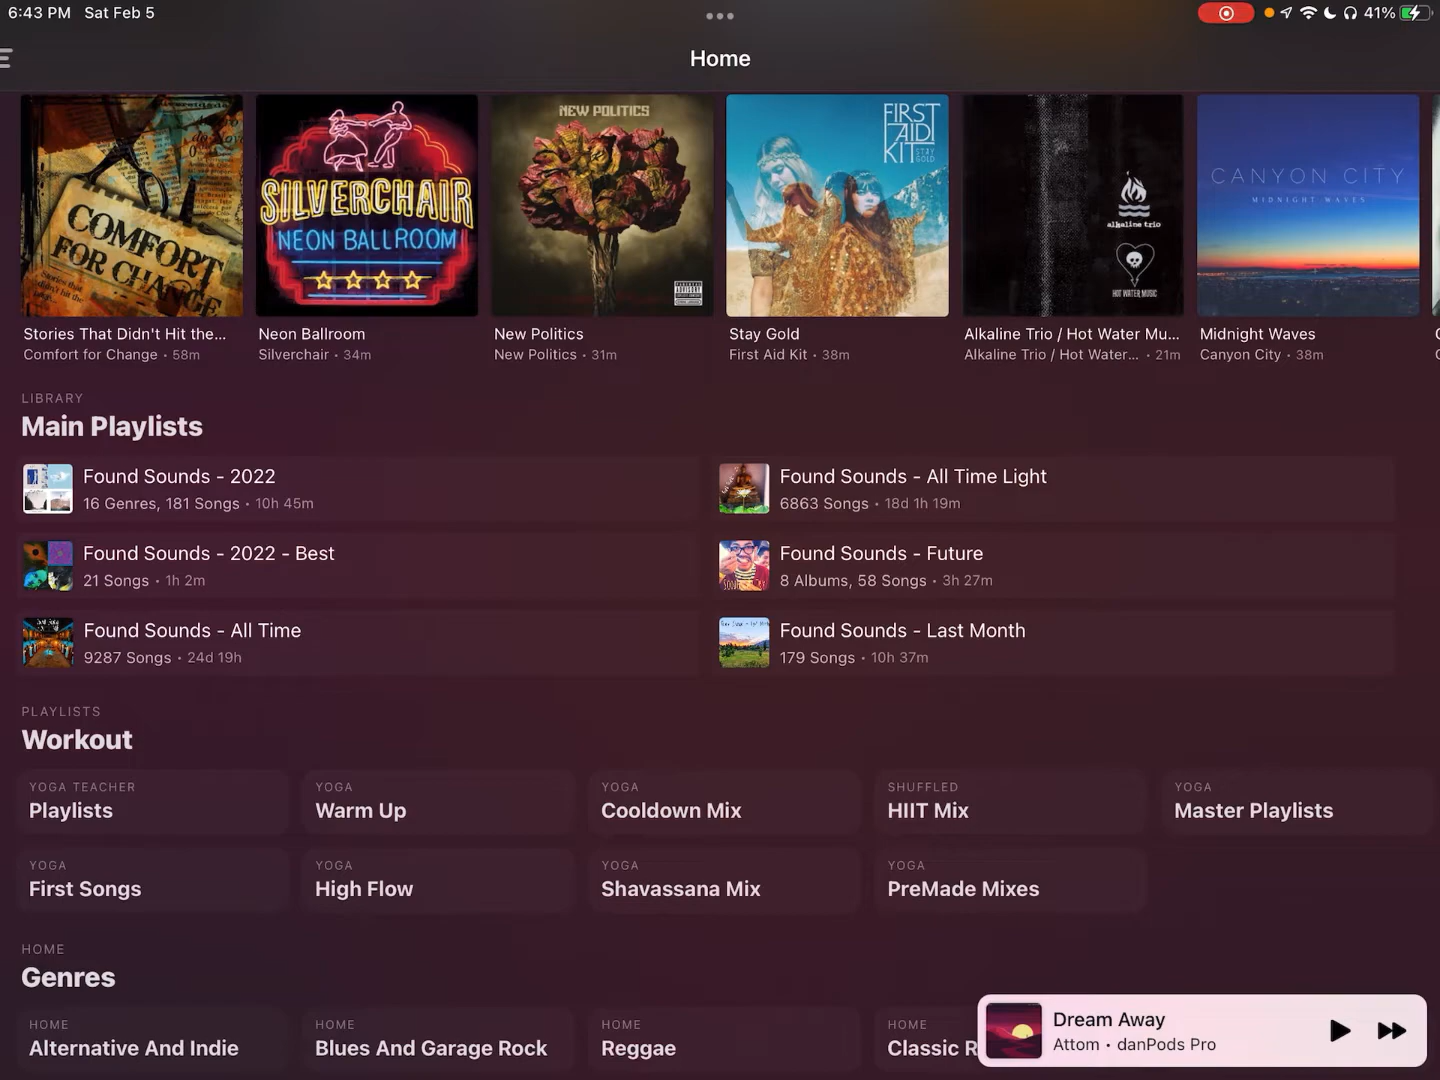 6:43 PM Sat Feb 5
41%
Home
COMFORT
FOR CHANGE
SILVERCHAIR
NEON BALLROOM
NEW POLITICS
FIRST
AID
KIT
STAY
GOLD
alkaline trio
HOT WATER MUSIC
CANYON CITY
MIDNIGHT WAVES
Stories That Didn't Hit the...
Comfort for Change • 58m
Neon Ballroom
Silverchair • 34m
New Politics
New Politics • 31m
Stay Gold
First Aid Kit • 38m
Alkaline Trio / Hot Water Mu...
Alkaline Trio / Hot Water... • 21m
Midnight Waves
Canyon City • 38m
LIBRARY
Main Playlists
Found Sounds - 2022
16 Genres, 181 Songs • 10h 45m
Found Sounds - All Time Light
6863 Songs • 18d 1h 19m
Found Sounds - 2022 - Best
21 Songs • 1h 2m
Found Sounds - Future
8 Albums, 58 Songs • 3h 27m
Found Sounds - All Time
9287 Songs • 24d 19h
Found Sounds - Last Month
179 Songs • 10h 37m
PLAYLISTS
Workout
YOGA TEACHER
Playlists
YOGA
Warm Up
YOGA
Cooldown Mix
SHUFFLED
HIIT Mix
YOGA
Master Playlists
YOGA
First Songs
YOGA
High Flow
YOGA
Shavassana Mix
YOGA
PreMade Mixes
HOME
Genres
HOME
Alternative And Indie
HOME
Blues And Garage Rock
HOME
Reggae
HOME
Classic R
Dream Away
Attom • danPods Pro